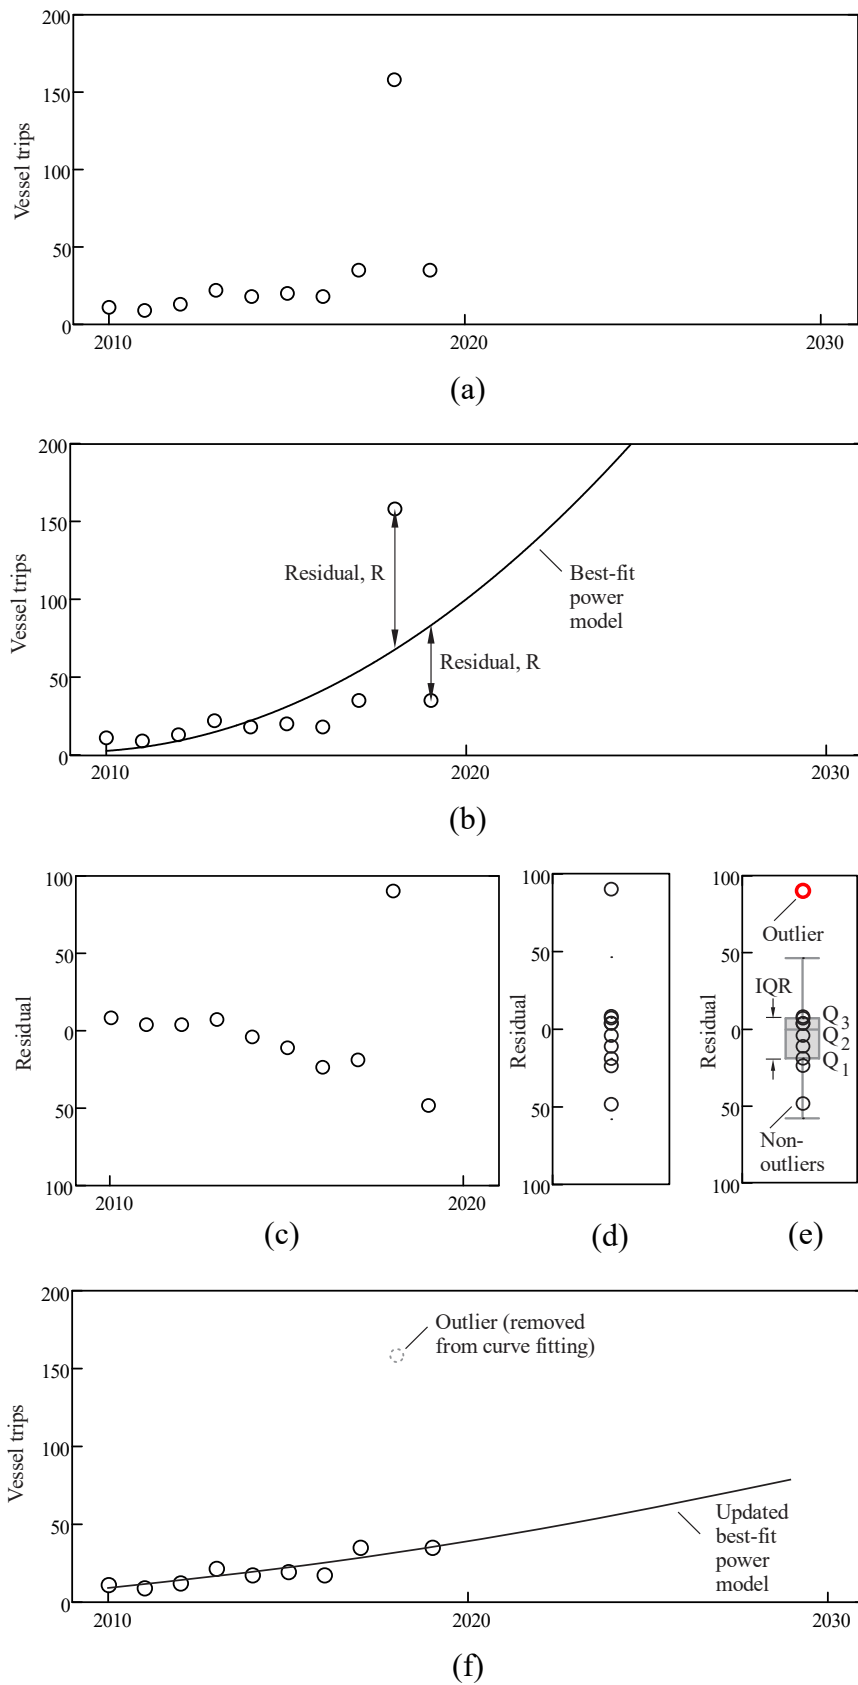 200
150
100
50
0
Vessel trips
2010
2020
2030
(a)
200
150
100
50
0
Vessel trips
Residual, R
Best-fit
power
model
Residual, R
2010
2020
2030
(b)
100
50
0
50
100
Residual
2010
2020
(c)
100
50
0
50
100
Residual
(d)
100
50
0
50
100
Residual
Outlier
IQR
Q3
Q2
Q1
Non-
outliers
(e)
200
150
100
50
0
Vessel trips
Outlier (removed
from curve fitting)
Updated
best-fit
power
model
2010
2020
2030
(f)